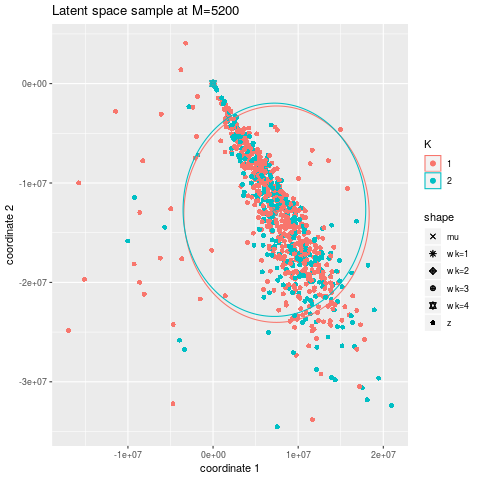 Latent space sample at M=5200
0e+00
-1e+07
-2e+07
-3e+07
coordinate 2
-1e+07
0e+00
1e+07
2e+07
coordinate 1
K
1
2
shape
mu
w k=1
w k=2
w k=3
w k=4
z